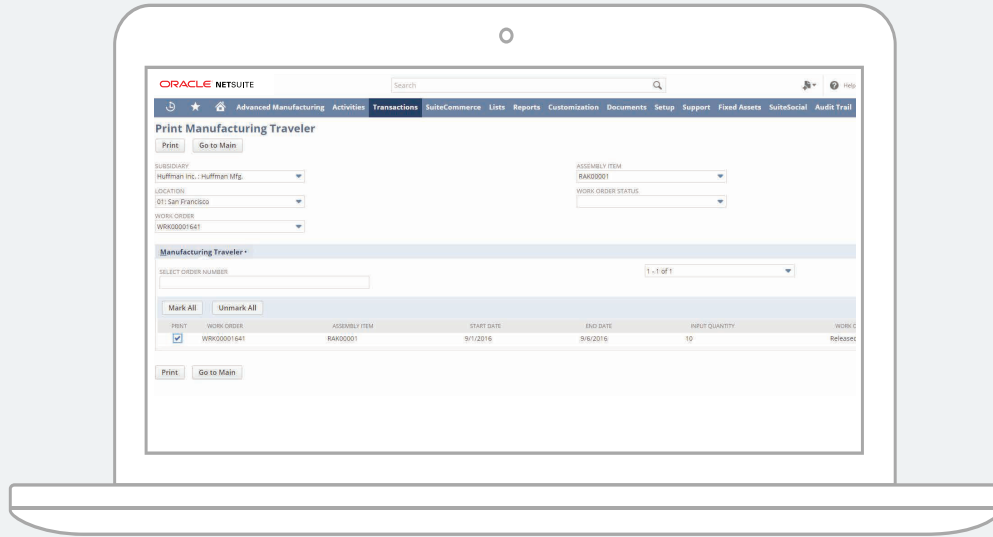 ORACLE NETSUITE Search Help
Advanced Manufacturing Activities Transactions SuiteCommerce Lists Reports Customization Documents Setup Support Fixed Assets SuiteSocial Audit Trail
Print Manufacturing Traveler
Print Go to Main
SUBSIDIARY ASSEMBLY ITEM
Huffman Inc. : Huffman Mfg. RAK00001
LOCATION WORK ORDER STATUS
01: San Francisco
WORK ORDER
WRK00001641
Manufacturing Traveler •
SELECT ORDER NUMBER 1 - 1 of 1
Mark All Unmark All
PRINT WORK ORDER ASSEMBLY ITEM START DATE END DATE INPUT QUANTITY WORK O
WRK00001641 RAK00001 9/1/2016 9/6/2016 10 Released
Print Go to Main